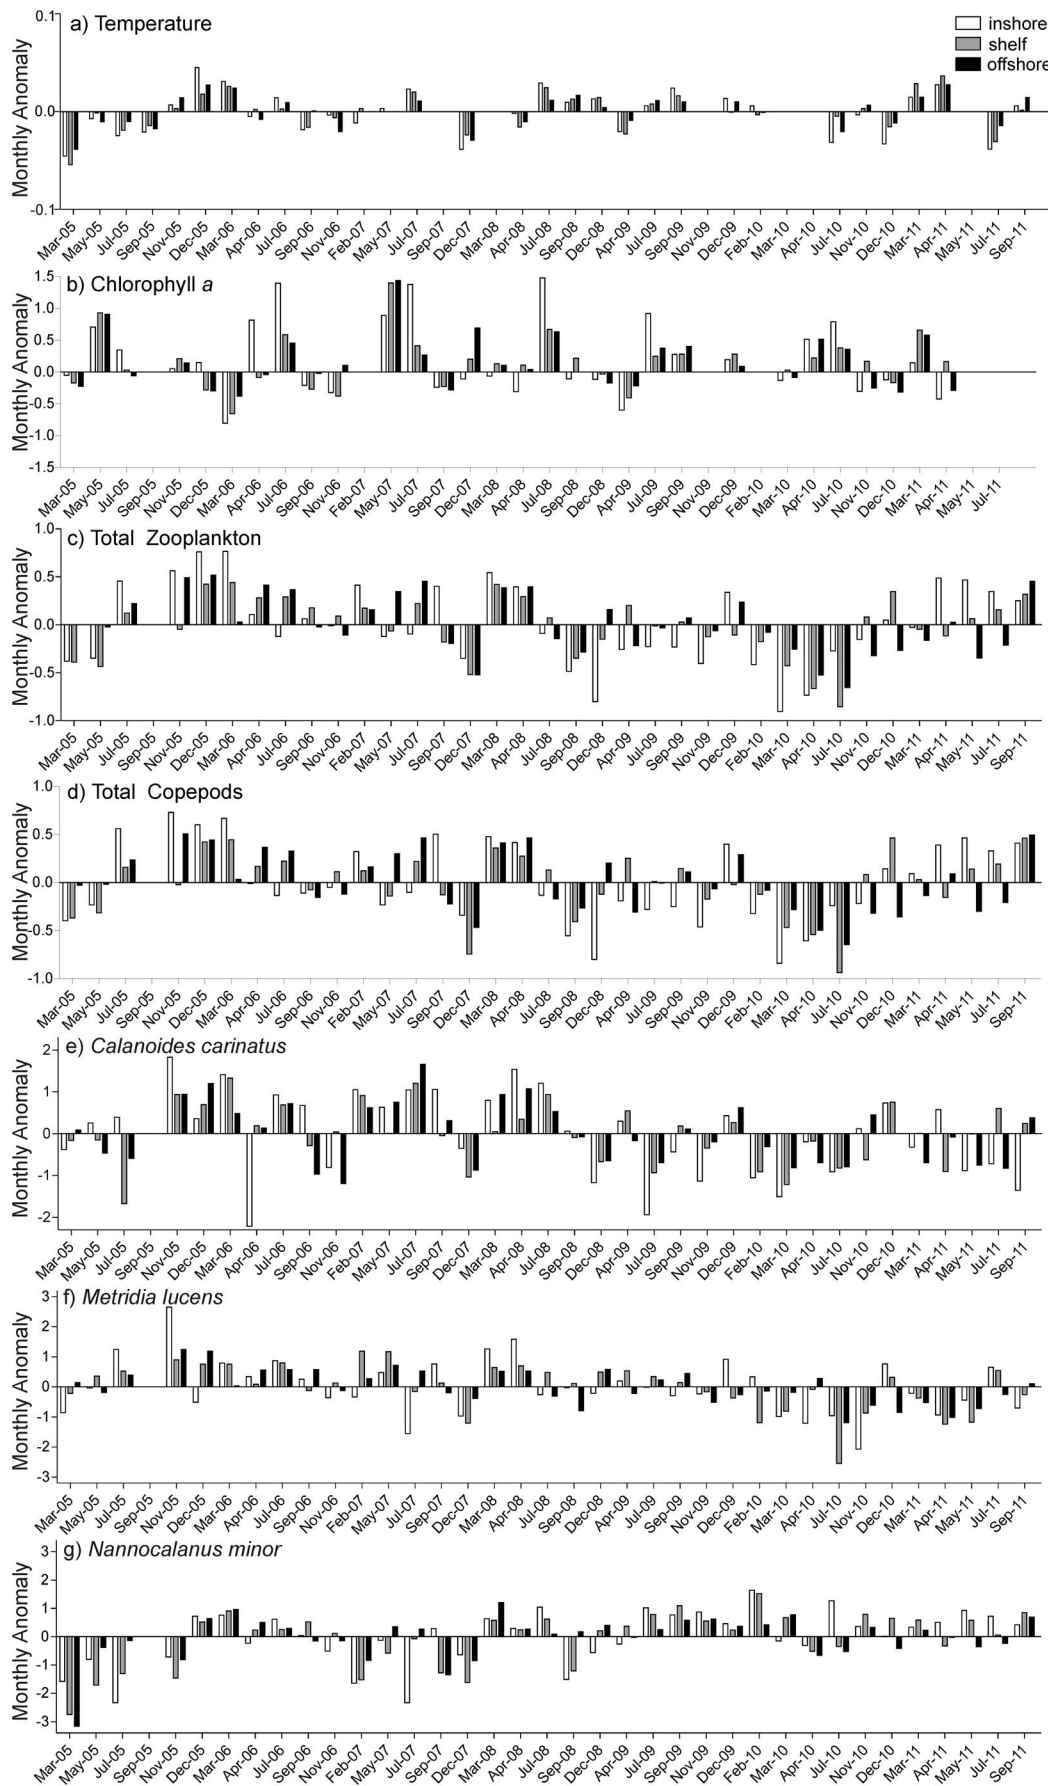 a) Temperature
inshore
shelf
offshore
Monthly Anomaly
0.1
0.0
-0.1
Mar-05 May-05 Jul-05 Sep-05 Nov-05 Dec-05 Mar-06 Apr-06 Jul-06 Sep-06 Nov-06 Feb-07 May-07 Jul-07 Sep-07 Dec-07 Mar-08 Apr-08 Jul-08 Sep-08 Dec-08 Apr-09 Jul-09 Sep-09 Nov-09 Dec-09 Feb-10 Mar-10 Apr-10 Jul-10 Nov-10 Dec-10 Mar-11 Apr-11 May-11 Jul-11 Sep-11
b) Chlorophyll a
Monthly Anomaly
1.5
1.0
0.5
0.0
-0.5
-1.0
-1.5
Mar-05 May-05 Jul-05 Sep-05 Nov-05 Dec-05 Mar-06 Apr-06 Jul-06 Sep-06 Nov-06 Feb-07 May-07 Jul-07 Sep-07 Dec-07 Mar-08 Apr-08 Jul-08 Sep-08 Dec-08 Apr-09 Jul-09 Sep-09 Nov-09 Dec-09 Feb-10 Mar-10 Apr-10 Jul-10 Nov-10 Dec-10 Mar-11 Apr-11 May-11 Jul-11
c) Total Zooplankton
Monthly Anomaly
1.0
0.5
0.0
-0.5
-1.0
Mar-05 May-05 Jul-05 Sep-05 Nov-05 Dec-05 Mar-06 Apr-06 Jul-06 Sep-06 Nov-06 Feb-07 May-07 Jul-07 Sep-07 Dec-07 Mar-08 Apr-08 Jul-08 Sep-08 Dec-08 Apr-09 Jul-09 Sep-09 Nov-09 Dec-09 Feb-10 Mar-10 Apr-10 Jul-10 Nov-10 Dec-10 Mar-11 Apr-11 May-11 Jul-11 Sep-11
d) Total Copepods
Monthly Anomaly
1.0
0.5
0.0
-0.5
-1.0
Mar-05 May-05 Jul-05 Sep-05 Nov-05 Dec-05 Mar-06 Apr-06 Jul-06 Sep-06 Nov-06 Feb-07 May-07 Jul-07 Sep-07 Dec-07 Mar-08 Apr-08 Jul-08 Sep-08 Dec-08 Apr-09 Jul-09 Sep-09 Nov-09 Dec-09 Feb-10 Mar-10 Apr-10 Jul-10 Nov-10 Dec-10 Mar-11 Apr-11 May-11 Jul-11 Sep-11
e) Calanoides carinatus
Monthly Anomaly
2
1
0
-1
-2
Mar-05 May-05 Jul-05 Sep-05 Nov-05 Dec-05 Mar-06 Apr-06 Jul-06 Sep-06 Nov-06 Feb-07 May-07 Jul-07 Sep-07 Dec-07 Mar-08 Apr-08 Jul-08 Sep-08 Dec-08 Apr-09 Jul-09 Sep-09 Nov-09 Dec-09 Feb-10 Mar-10 Apr-10 Jul-10 Nov-10 Dec-10 Mar-11 Apr-11 May-11 Jul-11 Sep-11
f) Metridia lucens
Monthly Anomaly
3
2
1
0
-1
-2
-3
Mar-05 May-05 Jul-05 Sep-05 Nov-05 Dec-05 Mar-06 Apr-06 Jul-06 Sep-06 Nov-06 Feb-07 May-07 Jul-07 Sep-07 Dec-07 Mar-08 Apr-08 Jul-08 Sep-08 Dec-08 Apr-09 Jul-09 Sep-09 Nov-09 Dec-09 Feb-10 Mar-10 Apr-10 Jul-10 Nov-10 Dec-10 Mar-11 Apr-11 May-11 Jul-11 Sep-11
g) Nannocalanus minor
Monthly Anomaly
3
2
1
0
-1
-2
-3
Mar-05 May-05 Jul-05 Sep-05 Nov-05 Dec-05 Mar-06 Apr-06 Jul-06 Sep-06 Nov-06 Feb-07 May-07 Jul-07 Sep-07 Dec-07 Mar-08 Apr-08 Jul-08 Sep-08 Dec-08 Apr-09 Jul-09 Sep-09 Nov-09 Dec-09 Feb-10 Mar-10 Apr-10 Jul-10 Nov-10 Dec-10 Mar-11 Apr-11 May-11 Jul-11 Sep-11